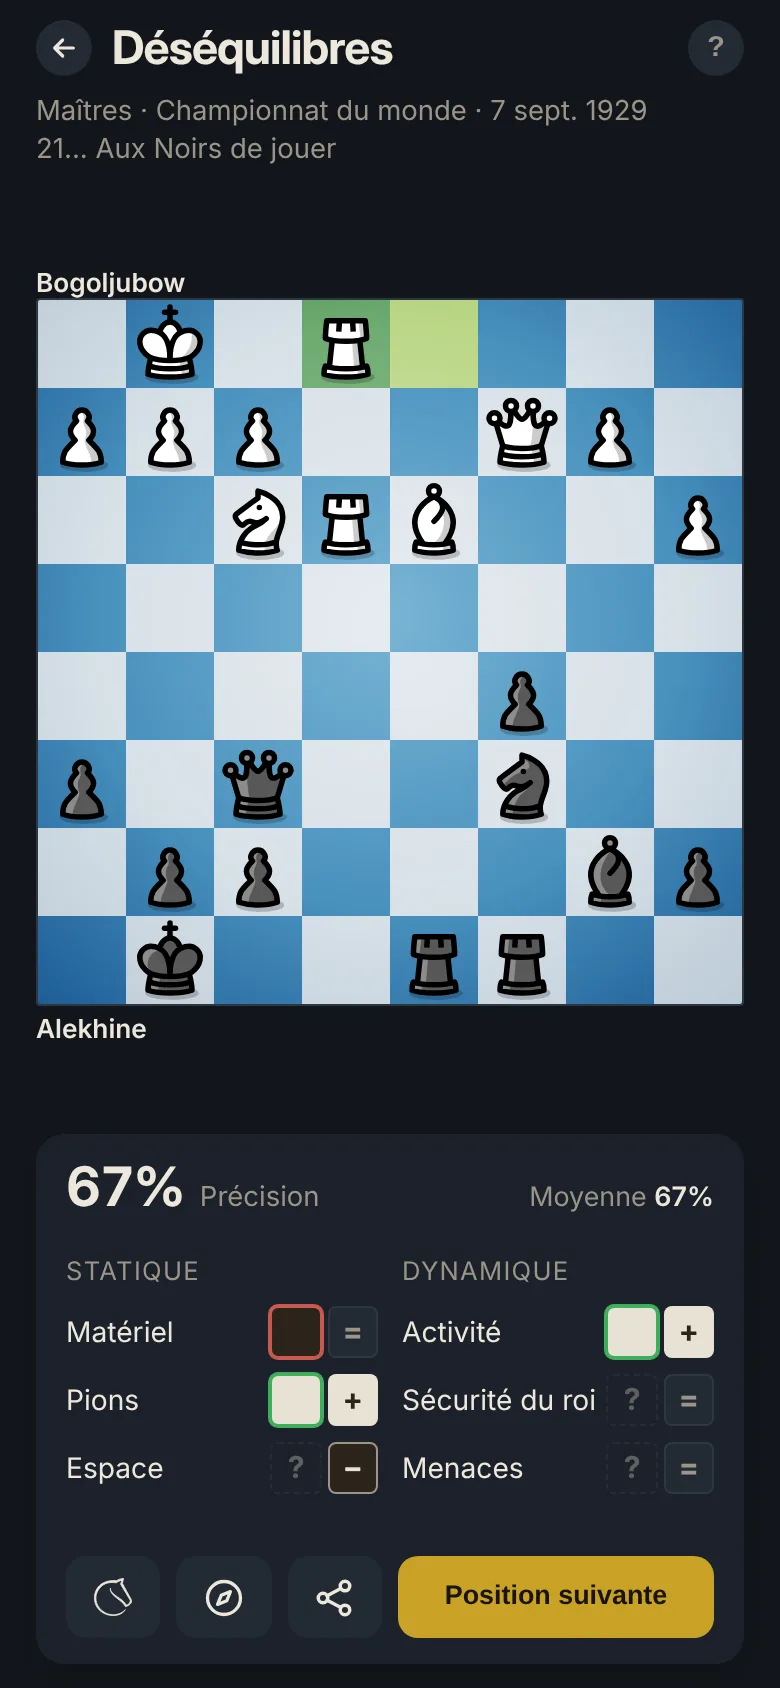 Déséquilibres
?
Maîtres · Championnat du monde · 7 sept. 1929
21... Aux Noirs de jouer
Bogoljubow
Alekhine
67% Précision
Moyenne 67%
STATIQUE
DYNAMIQUE
Matériel =
Activité +
Pions +
Sécurité du roi ? =
Espace ? −
Menaces ? =
Position suivante